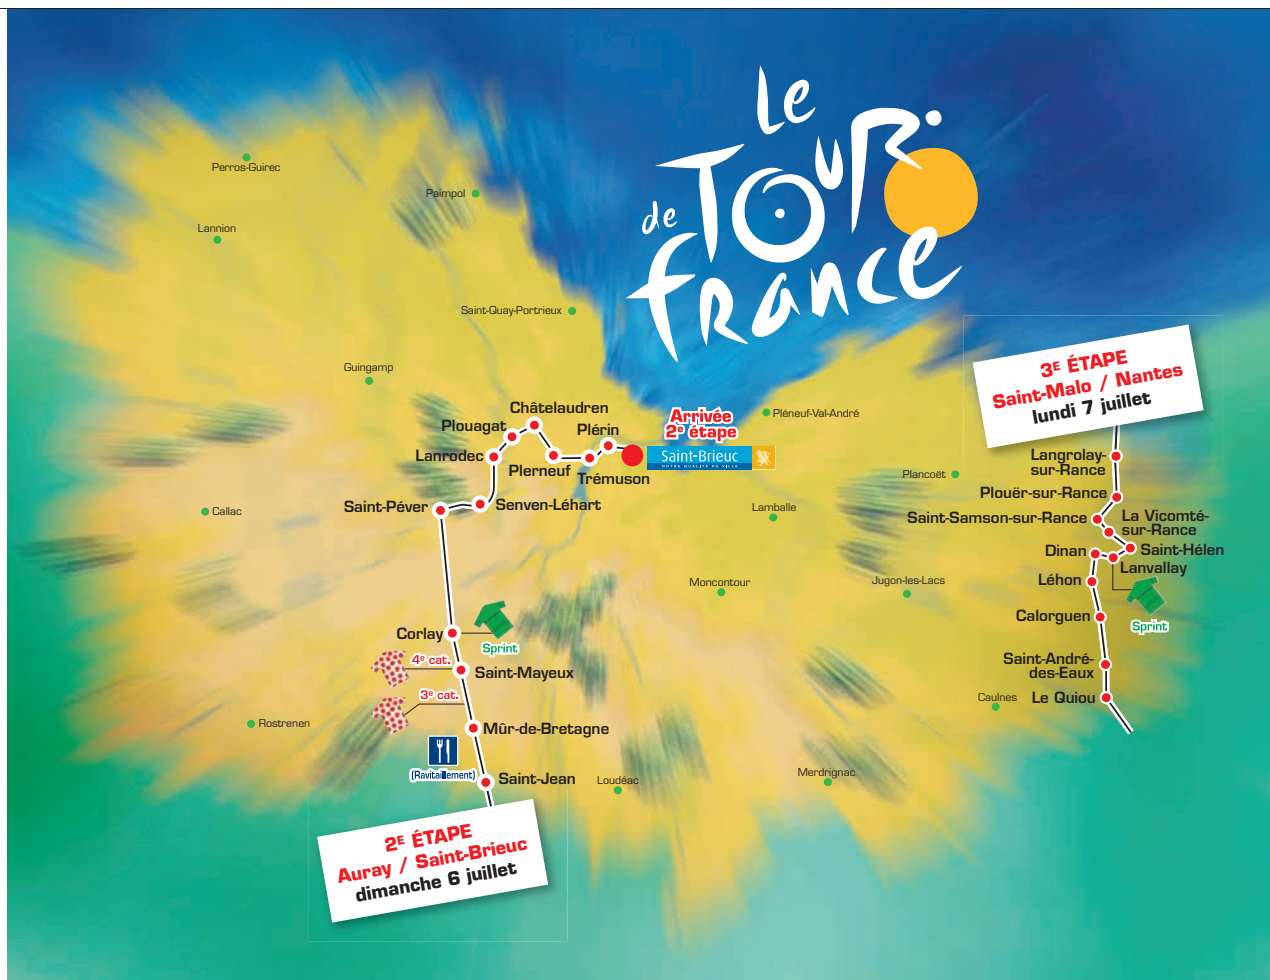 Le
Tour
de
France
Perros-Guirec
Paimpol
Lannion
Saint-Quay-Portrieux
Guingamp
Châtelaudren
Plouagat
Plérin
Lanrodec
Plerneuf
Trémuson
Arrivée
2e étape
Saint-Brieuc
NOTRE QUALITÉ DE VILLE
Pléneuf-Val-André
3E ÉTAPE
Saint-Malo / Nantes
lundi 7 juillet
Langrolay-
sur-Rance
Plancoët
Plouër-sur-Rance
Saint-Péver
Senven-Léhart
Callac
Lamballe
Saint-Samson-sur-Rance
La Vicomté-
sur-Rance
Dinan
Saint-Hélen
Lanvallay
Léhon
Moncontour
Jugon-les-Lacs
Sprint
Calorguen
Corlay
Sprint
4e cat.
Saint-Mayeux
3e cat.
Saint-André-
des-Eaux
Caulnes
Le Quiou
Rostrenen
Mûr-de-Bretagne
(Ravitaillement)
Saint-Jean
Loudéac
Merdrignac
2E ÉTAPE
Auray / Saint-Brieuc
dimanche 6 juillet